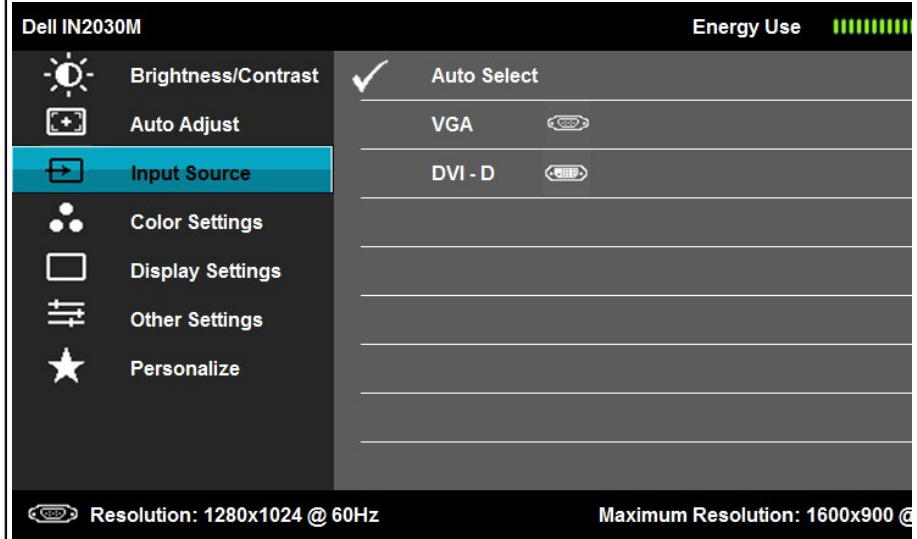 Dell IN2030M Energy Use
Brightness/Contrast Auto Select
Auto Adjust VGA
Input Source DVI - D
Color Settings
Display Settings
Other Settings
Personalize
Resolution: 1280x1024 @ 60Hz Maximum Resolution: 1600x900 @